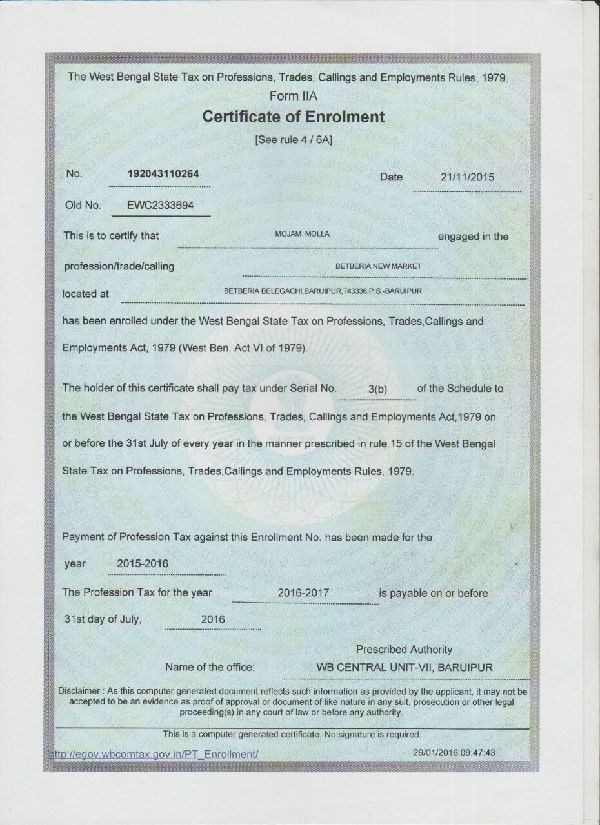 The West Bengal State Tax on Professions, Trades, Callings and Employments Rules, 1979.
Form IIA
Certificate of Enrolment
[See rule 4 / 6A]
No. 192043110264 Date 21/11/2015
Old No. EWC2333694
This is to certify that MOJAM MOLLA engaged in the
profession/trade/calling BETBERIA NEW MARKET
located at BETBERIA BELEGACHI,BARUIPUR,743336.P.S.-BARUIPUR
has been enrolled under the West Bengal State Tax on Professions, Trades,Callings and
Employments Act, 1979 (West Ben. Act VI of 1979).
The holder of this certificate shall pay tax under Serial No. 3(b) of the Schedule to
the West Bengal State Tax on Professions, Trades, Callings and Employments Act,1979 on
or before the 31st July of every year in the manner prescribed in rule 15 of the West Bengal
State Tax on Professions, Trades,Callings and Employments Rules, 1979.
Payment of Profession Tax against this Enrollment No. has been made for the
year 2015-2016
The Profession Tax for the year 2016-2017 is payable on or before
31st day of July, 2016
Prescribed Authority
Name of the office: WB CENTRAL UNIT-VII, BARUIPUR
Disclaimer : As this computer generated document reflects such information as provided by the applicant, it may not be
accepted to be an evidence as proof of approval or document of like nature in any suit, prosecution or other legal
proceeding(s) in any court of law or before any authority.
This is a computer generated certificate. No signature is required.
http://egov.wbcomtax.gov.in/PT_Enrollment/ 29/01/2016 09:47:43